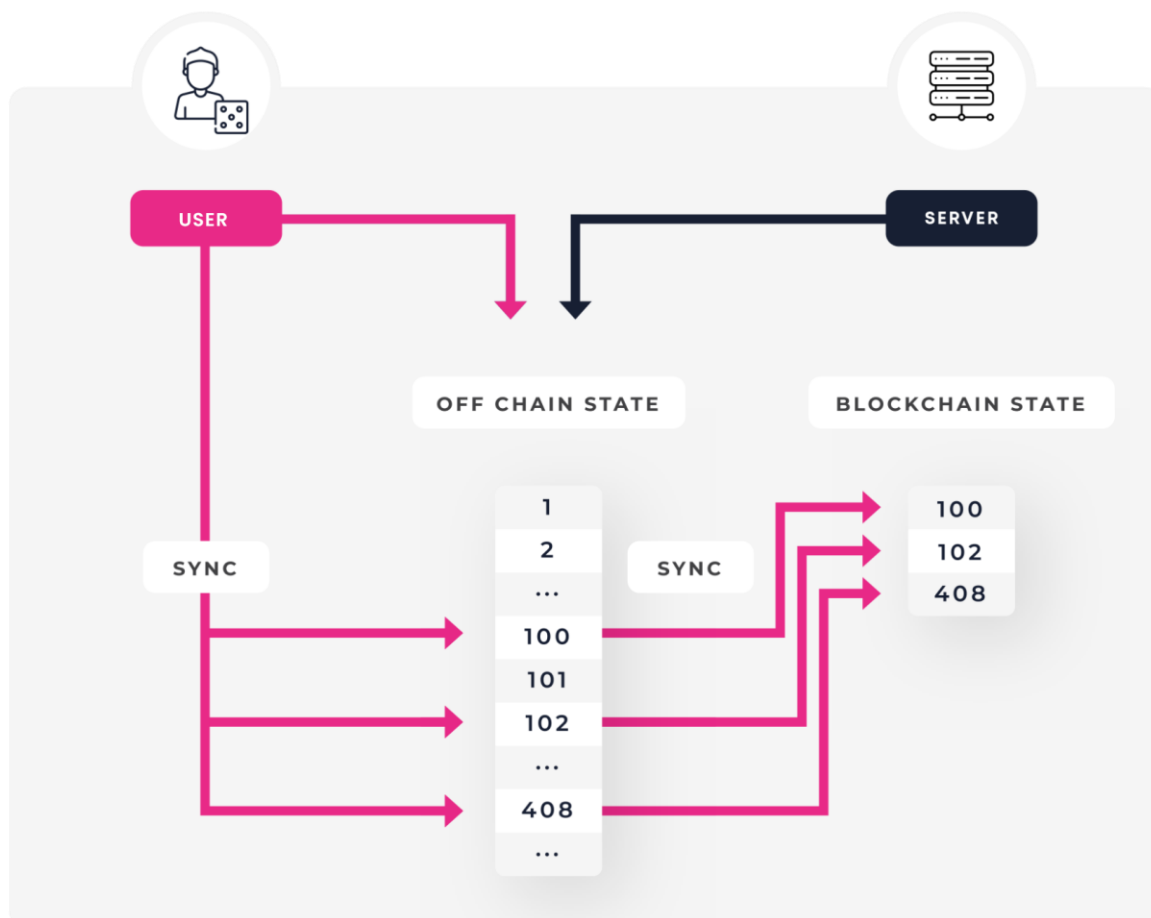 USER
SERVER
OFF CHAIN STATE
BLOCKCHAIN STATE
1
2
...
100
101
102
...
408
...
SYNC
SYNC
100
102
408